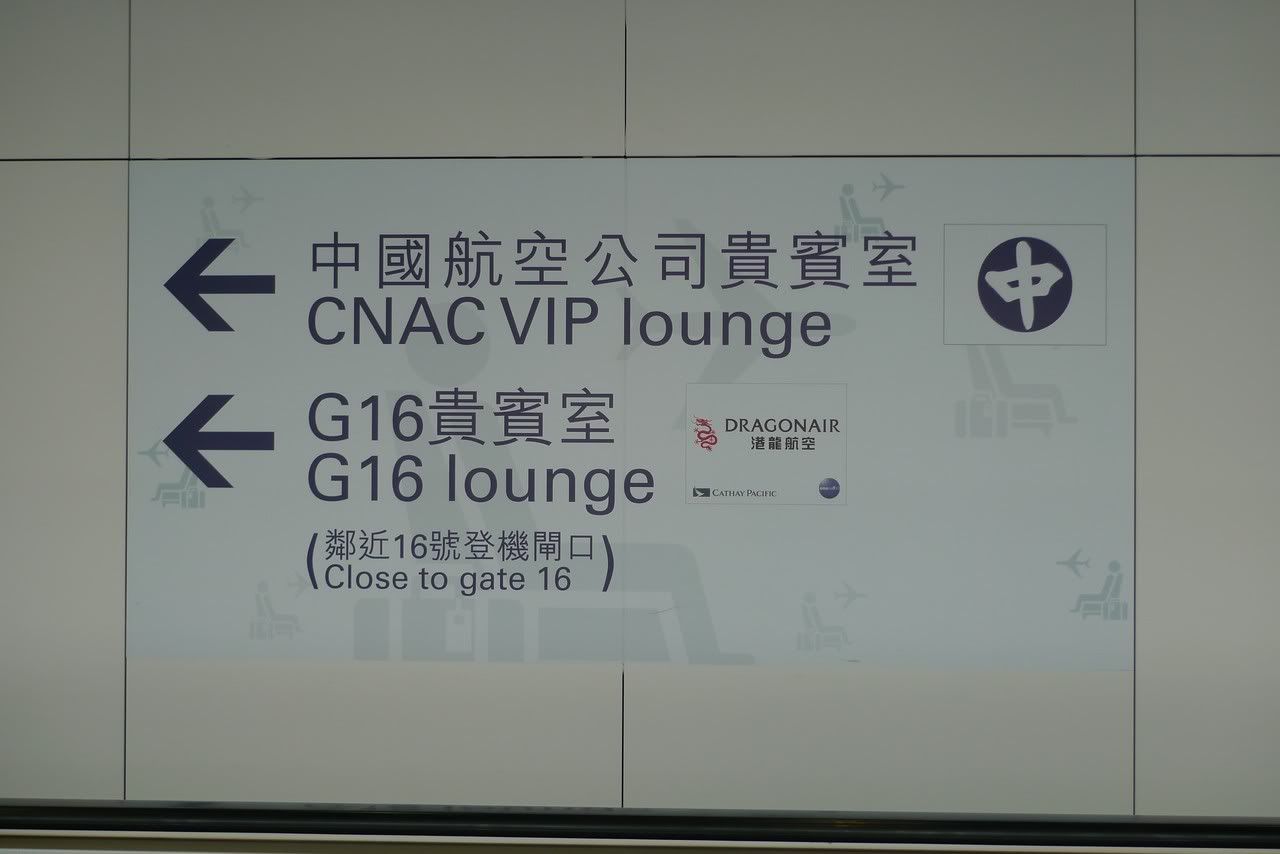 中國航空公司貴賓室
CNAC VIP lounge
中
G16貴賓室
G16 lounge
DRAGONAIR
港龍航空
CATHAY PACIFIC
(鄰近16號登機閘口
Close to gate 16)